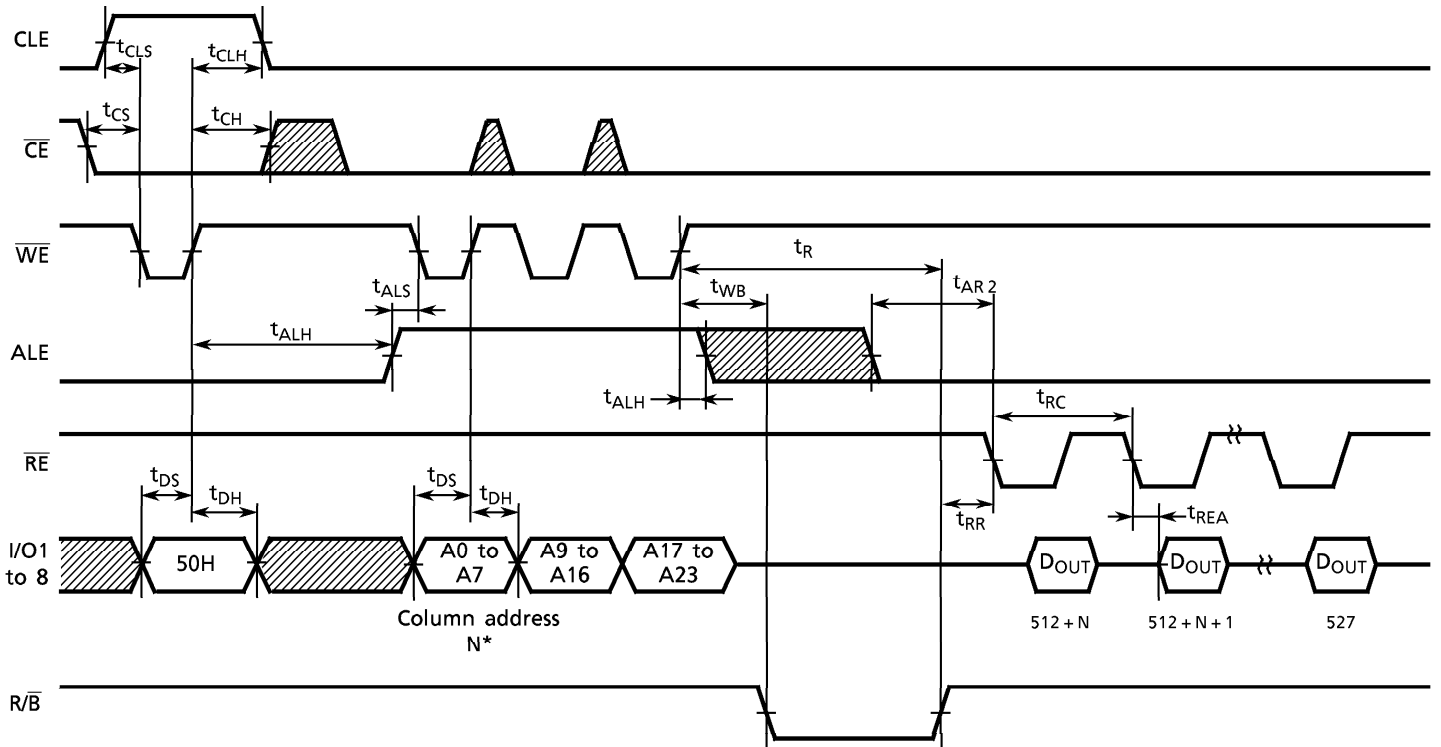 CLE
tCLS
tCLH
CE
tCS
tCH
WE
tR
tWB
tALS
tAR 2
ALE
tALH
tALH
tRC
RE
tDS
tDH
tDS
tDH
tRR
tREA
I/O1
to 8
50H
A0 to
A7
A9 to
A16
A17 to
A23
DOUT
DOUT
DOUT
Column address
N*
512 + N
512 + N + 1
527
R/B